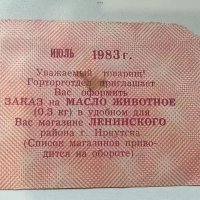 ИЮЛЬ 1983 г.
Уважаемый товарищ!
Горторготдел приглашает
Вас оформить
ЗАКАЗ на МАСЛО ЖИВОТНОЕ
(0,3 кг) в удобном для
Вас магазине ЛЕНИНСКОГО
района г. Иркутска
(Список магазинов приво-
дится на обороте)